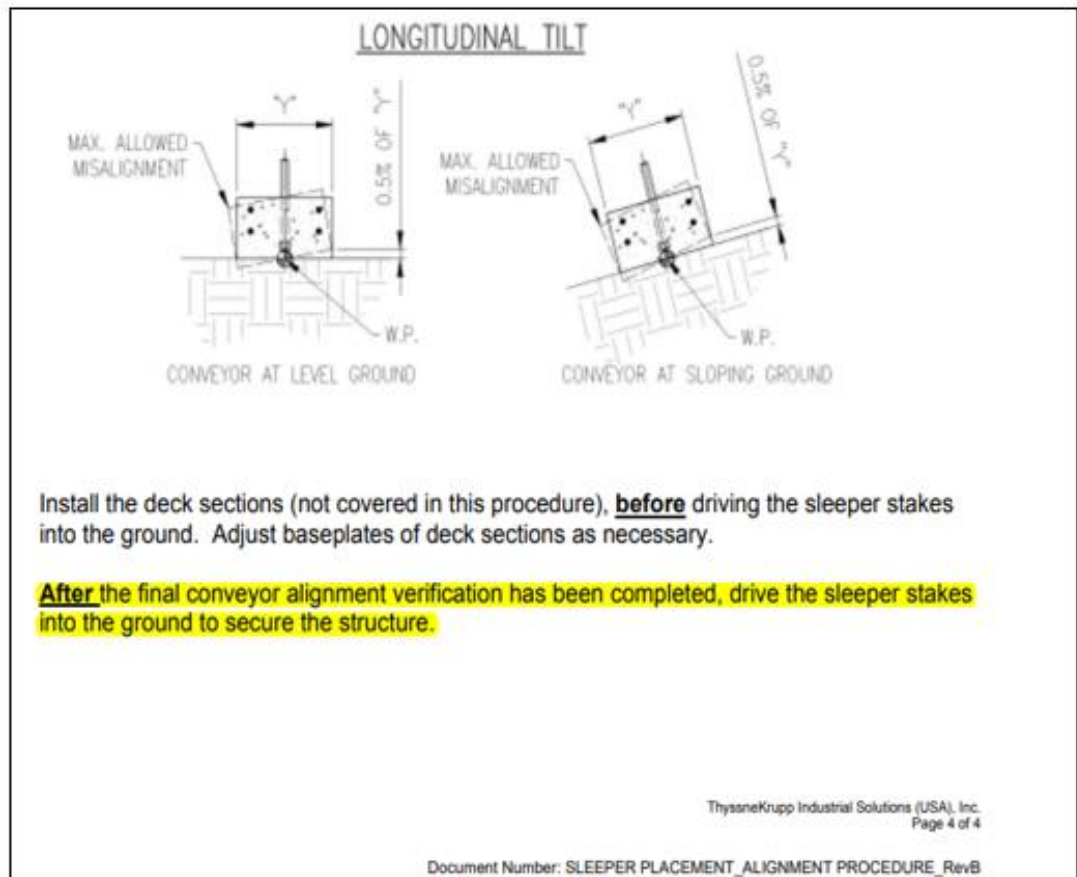 LONGITUDINAL TILT
"Y"
0.5% OF "Y"
MAX. ALLOWED
MISALIGNMENT
W.P.
CONVEYOR AT LEVEL GROUND
"Y"
0.5% OF "Y"
MAX. ALLOWED
MISALIGNMENT
W.P.
CONVEYOR AT SLOPING GROUND
Install the deck sections (not covered in this procedure), before driving the sleeper stakes
into the ground. Adjust baseplates of deck sections as necessary.
After the final conveyor alignment verification has been completed, drive the sleeper stakes
into the ground to secure the structure.
ThyssneKrupp Industrial Solutions (USA), Inc.
Page 4 of 4
Document Number: SLEEPER PLACEMENT_ALIGNMENT PROCEDURE_RevB